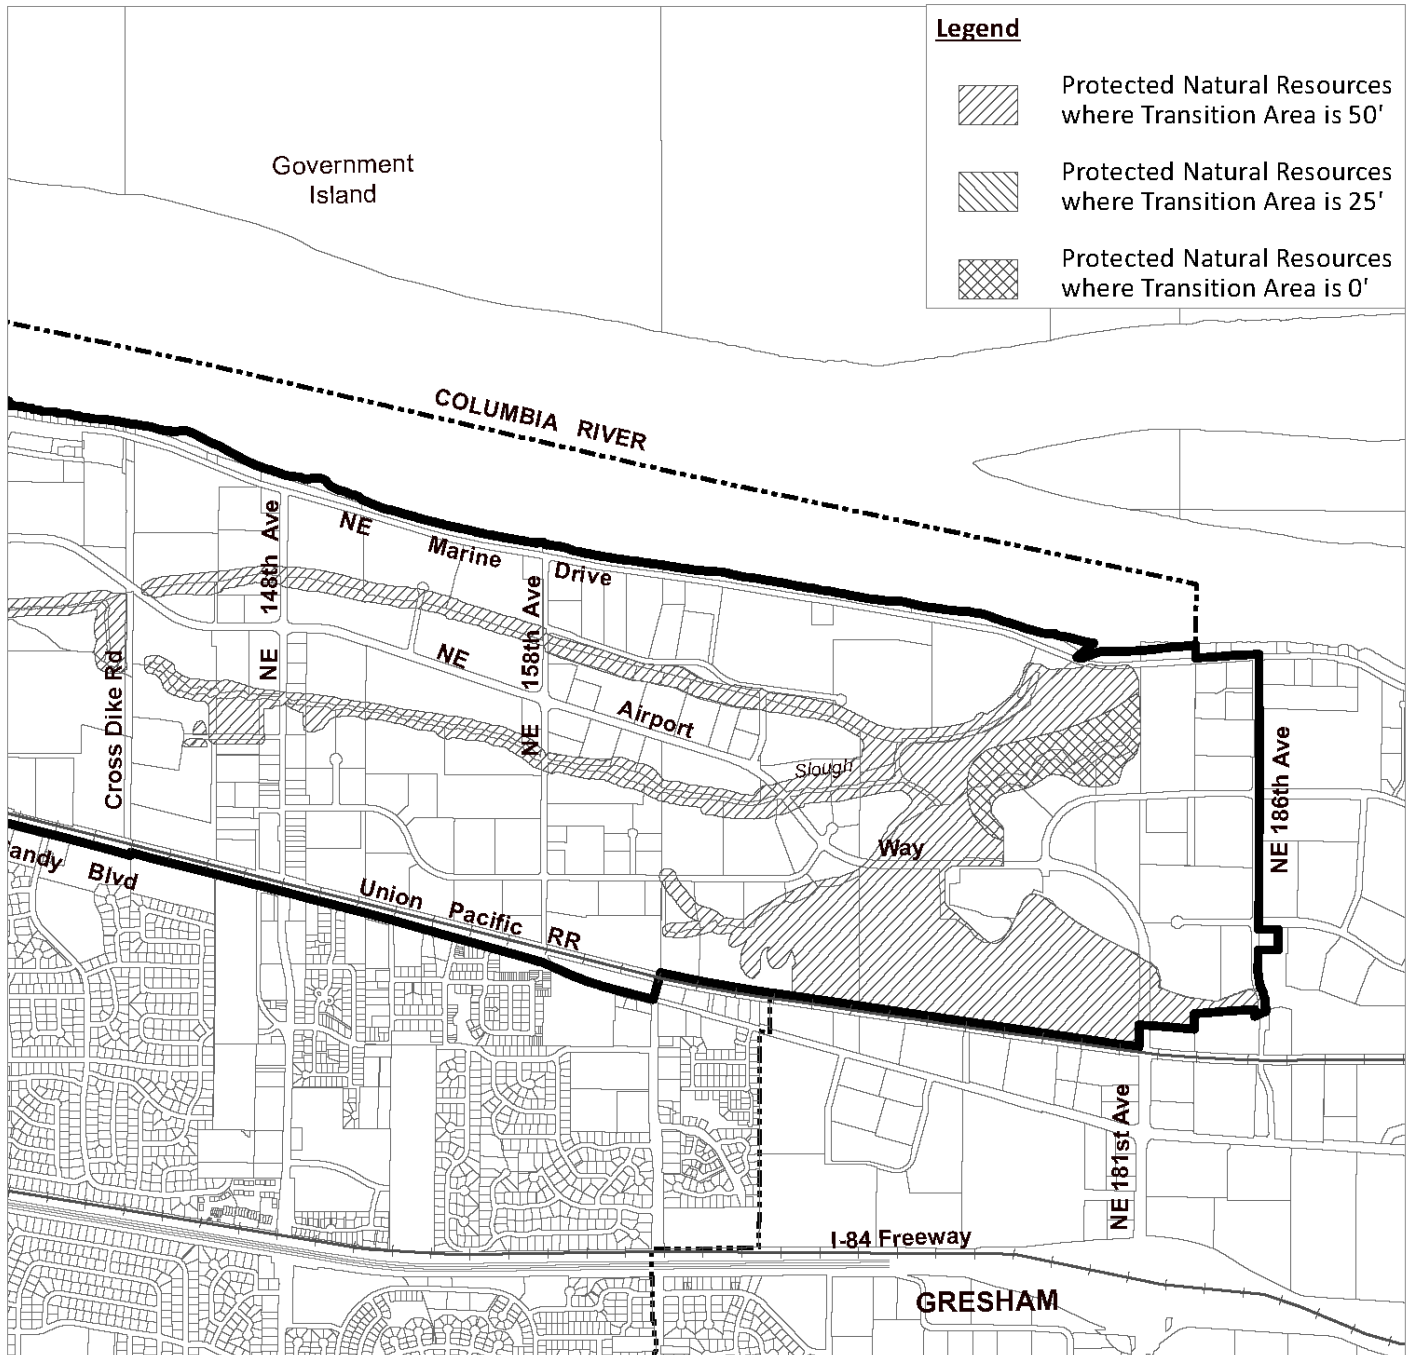 Legend
Protected Natural Resources
where Transition Area is 50'
Protected Natural Resources
where Transition Area is 25'
Protected Natural Resources
where Transition Area is 0'
Government
Island
COLUMBIA RIVER
NE Marine Drive
NE 148th Ave
NE 158th Ave
NE Airport Way
Slough
Cross Dike Rd
NE 186th Ave
andy Blvd
Union Pacific RR
NE 181st Ave
I-84 Freeway
GRESHAM